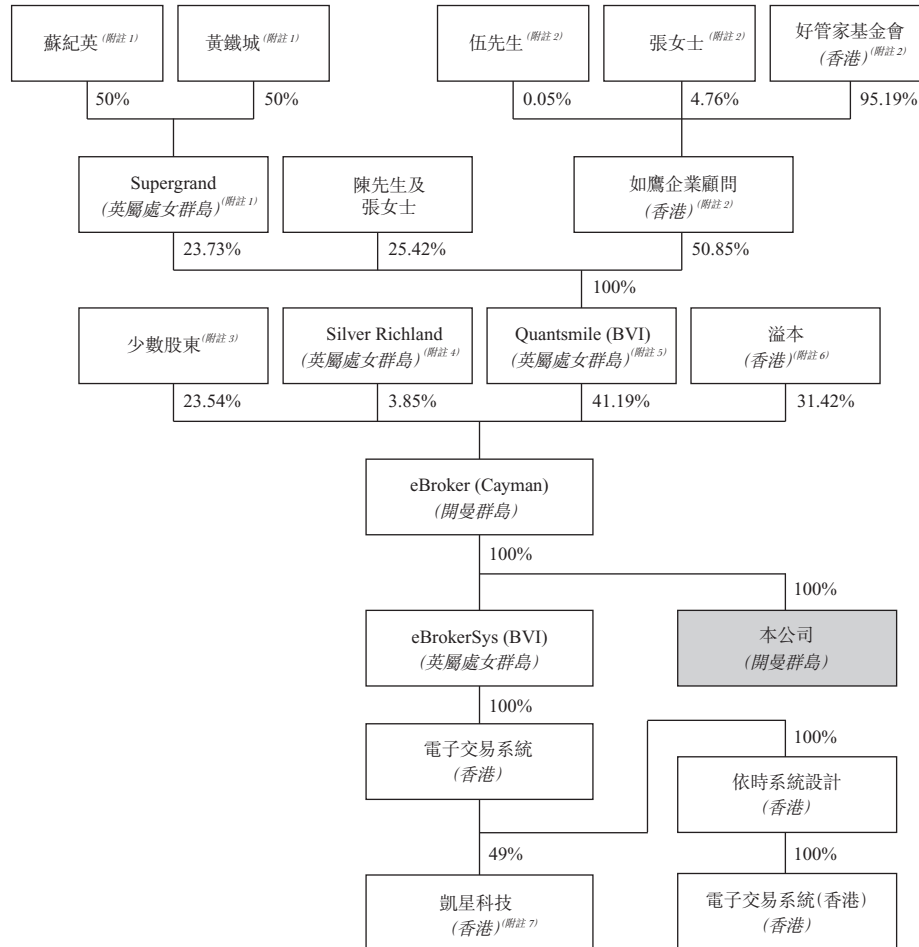 蘇紀英(附註 1)
黃鐵城(附註 1)
伍先生(附註 2)
張女士(附註 2)
好管家基金會
(香港)(附註 2)
50%
50%
0.05%
4.76%
95.19%
Supergrand
(英屬處女群島)(附註 1)
陳先生及
張女士
如鷹企業顧問
(香港)(附註 2)
23.73%
25.42%
50.85%
100%
少數股東(附註 3)
Silver Richland
(英屬處女群島)(附註 4)
Quantsmile (BVI)
(英屬處女群島)(附註 5)
溢本
(香港)(附註 6)
23.54%
3.85%
41.19%
31.42%
eBroker (Cayman)
(開曼群島)
100%
100%
eBrokerSys (BVI)
(英屬處女群島)
本公司
(開曼群島)
100%
電子交易系統
(香港)
100%
依時系統設計
(香港)
49%
100%
凱星科技
(香港)(附註 7)
電子交易系統(香港)
(香港)